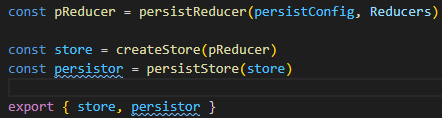 const pReducer = persistReducer(persistConfig, Reducers)
const store = createStore(pReducer)
const persistor = persistStore(store)
export { store, persistor }